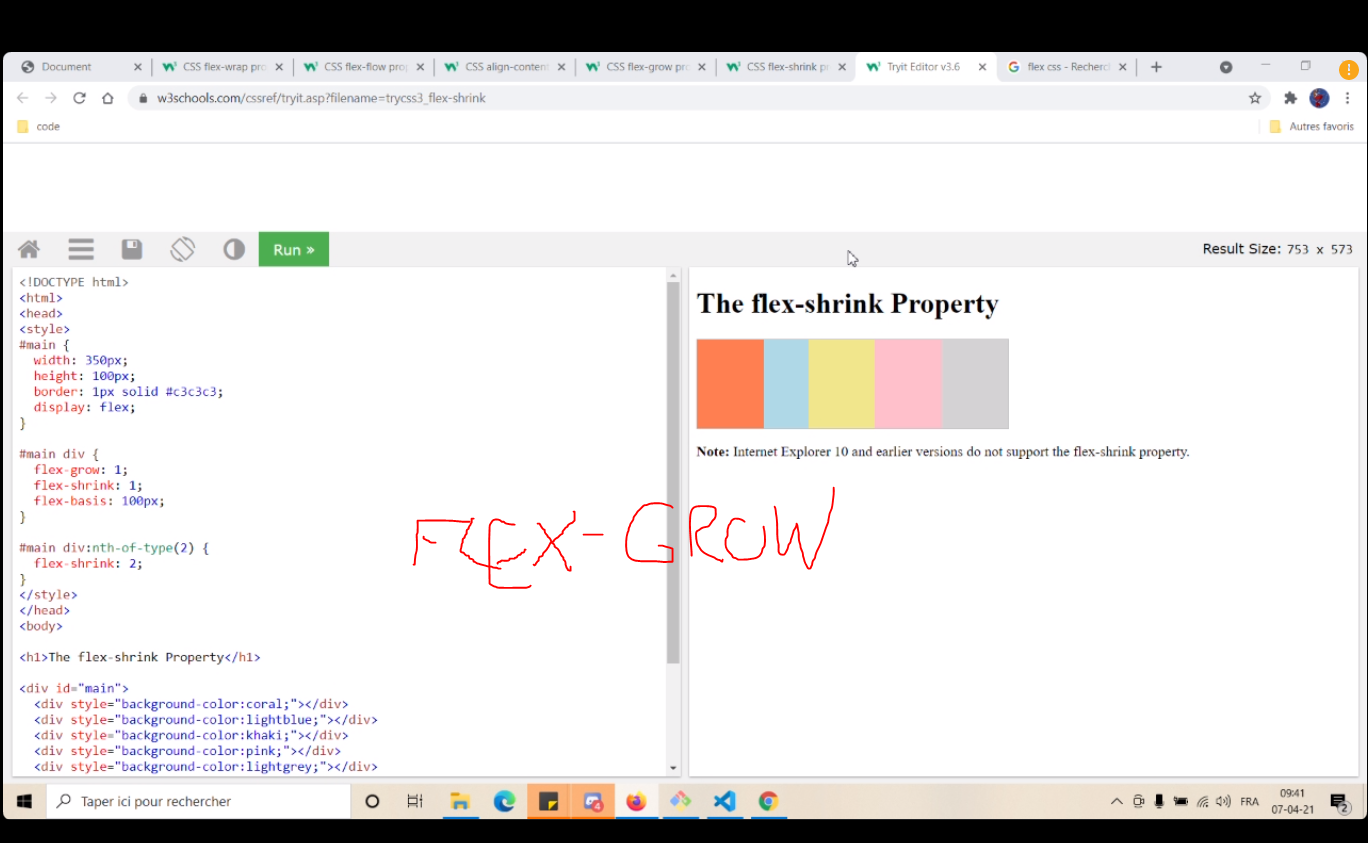 Document
CSS flex-wrap pro
CSS flex-flow prop
CSS align-content
CSS flex-grow pro
CSS flex-shrink pr
Tryit Editor v3.6
flex css - Recherch
w3schools.com/cssref/tryit.asp?filename=trycss3_flex-shrink
code
Autres favoris
Run »
Result Size: 753 x 573
<!DOCTYPE html>
<html>
<head>
<style>
#main {
  width: 350px;
  height: 100px;
  border: 1px solid #c3c3c3;
  display: flex;
}
#main div {
  flex-grow: 1;
  flex-shrink: 1;
  flex-basis: 100px;
}
#main div:nth-of-type(2) {
  flex-shrink: 2;
}
</style>
</head>
<body>
<h1>The flex-shrink Property</h1>
<div id="main">
  <div style="background-color:coral;"></div>
  <div style="background-color:lightblue;"></div>
  <div style="background-color:khaki;"></div>
  <div style="background-color:pink;"></div>
  <div style="background-color:lightgrey;"></div>
The flex-shrink Property
Note: Internet Explorer 10 and earlier versions do not support the flex-shrink property.
FLEX-GROW
Taper ici pour rechercher
4
FRA
09:41
07-04-21
2